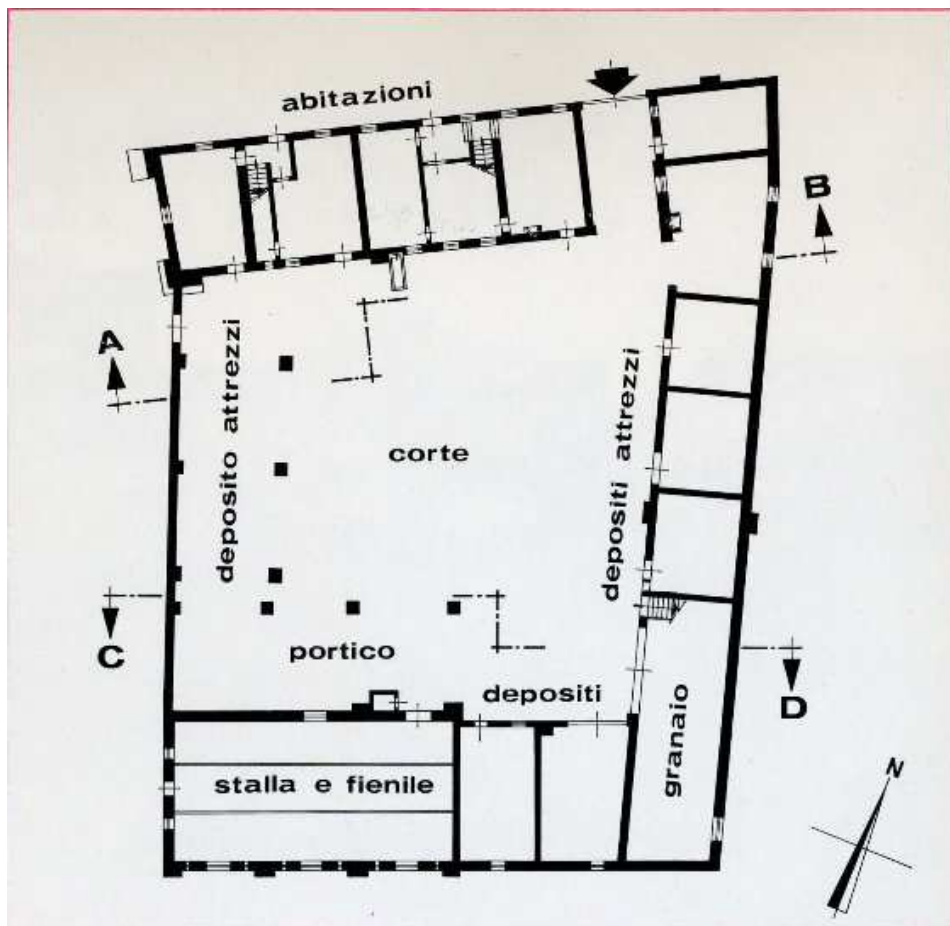 abitazioni
B
A
deposito attrezzi
depositi attrezzi
corte
C
portico
depositi
D
granaio
stalla e fienile
N